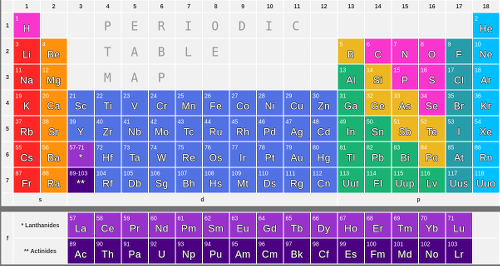 1 2 3 4 5 6 7 8 9 10 11 12 13 14 15 16 17 18
1 1 H P E R I O D I C 2 He
2 3 Li 4 Be T A B L E 5 B 6 C 7 N 8 O 9 F 10 Ne
3 11 Na 12 Mg M A P 13 Al 14 Si 15 P 16 S 17 Cl 18 Ar
4 19 K 20 Ca 21 Sc 22 Ti 23 V 24 Cr 25 Mn 26 Fe 27 Co 28 Ni 29 Cu 30 Zn 31 Ga 32 Ge 33 As 34 Se 35 Br 36 Kr
5 37 Rb 38 Sr 39 Y 40 Zr 41 Nb 42 Mo 43 Tc 44 Ru 45 Rh 46 Pd 47 Ag 48 Cd 49 In 50 Sn 51 Sb 52 Te 53 I 54 Xe
6 55 Cs 56 Ba 57-71 * 72 Hf 73 Ta 74 W 75 Re 76 Os 77 Ir 78 Pt 79 Au 80 Hg 81 Tl 82 Pb 83 Bi 84 Po 85 At 86 Rn
7 87 Fr 88 Ra 89-103 ** 104 Rf 105 Db 106 Sg 107 Bh 108 Hs 109 Mt 110 Ds 111 Rg 112 Cn 113 Uut 114 Fl 115 Uup 116 Lv 117 Uus 118 Uuo
s d p
f * Lanthanides 57 La 58 Ce 59 Pr 60 Nd 61 Pm 62 Sm 63 Eu 64 Gd 65 Tb 66 Dy 67 Ho 68 Er 69 Tm 70 Yb 71 Lu
** Actinides 89 Ac 90 Th 91 Pa 92 U 93 Np 94 Pu 95 Am 96 Cm 97 Bk 98 Cf 99 Es 100 Fm 101 Md 102 No 103 Lr